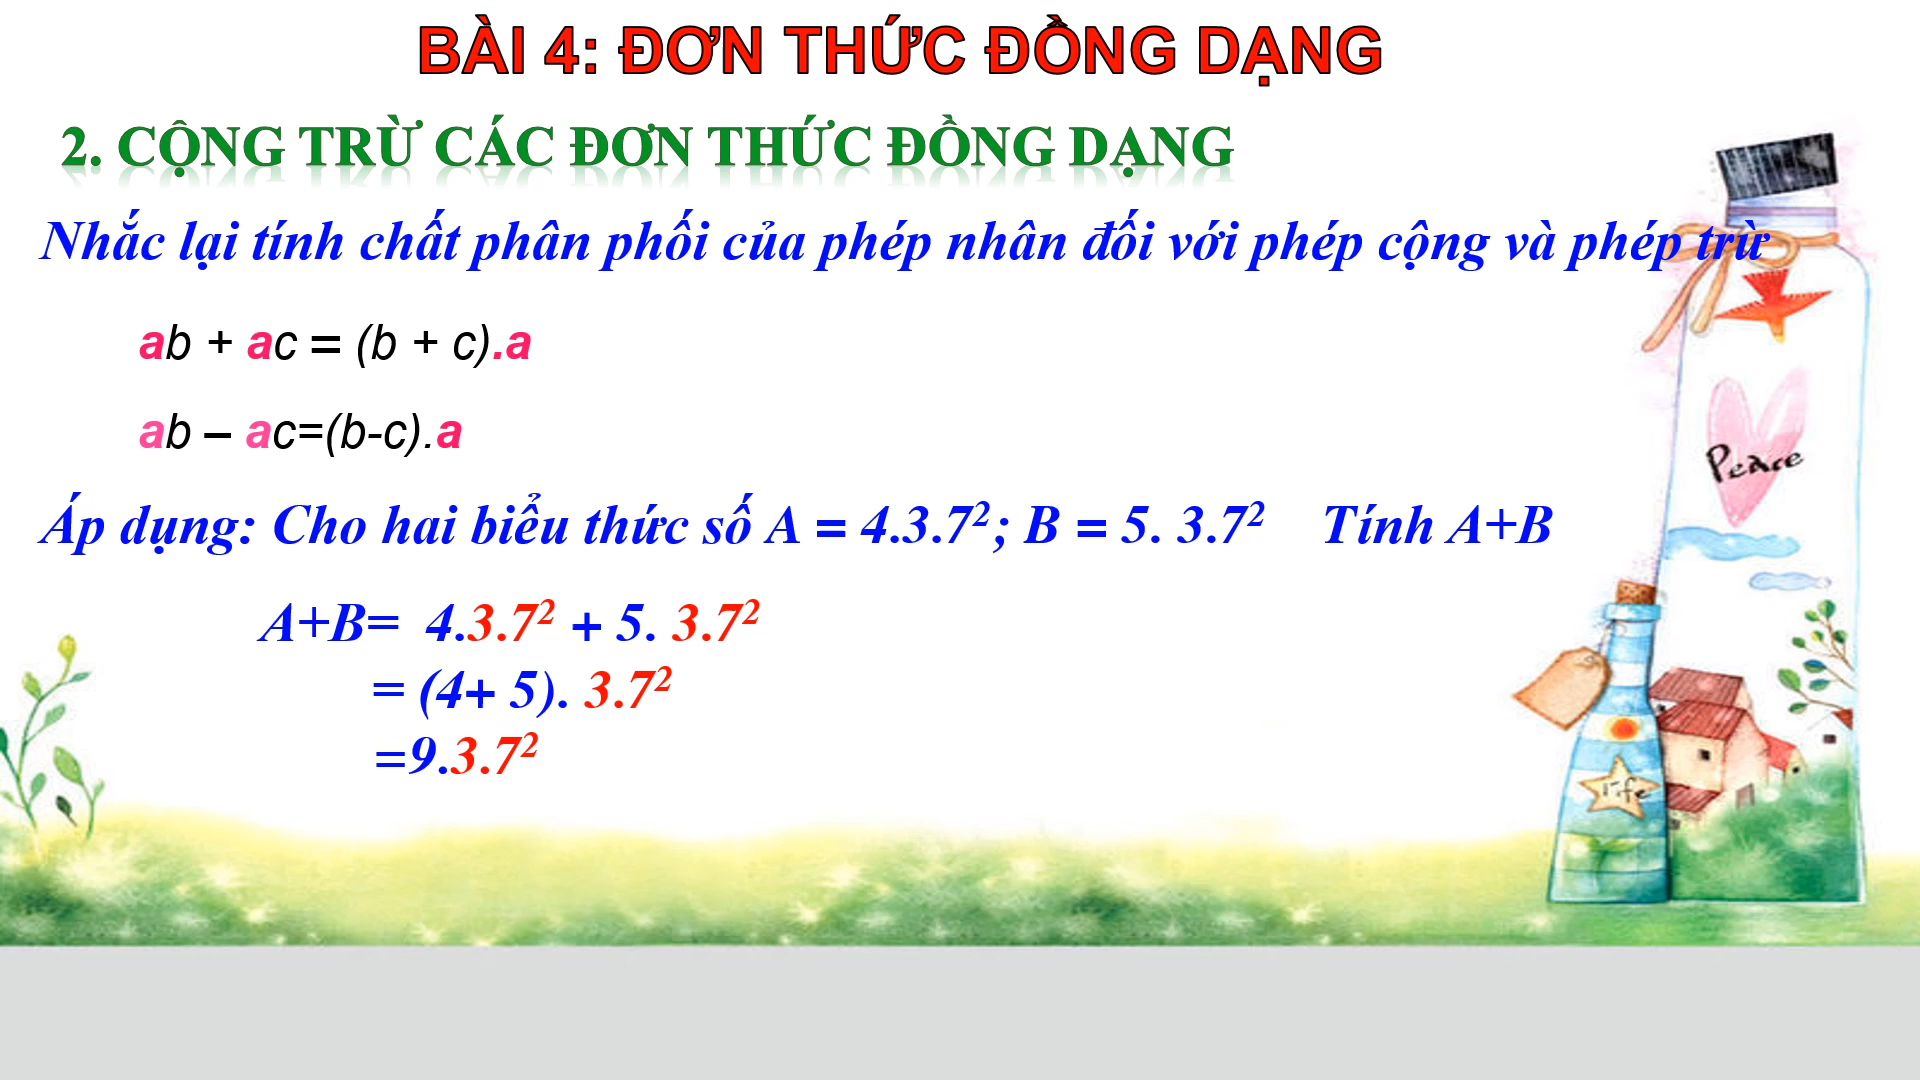 BÀI 4: ĐƠN THỨC ĐỒNG DẠNG
2. CỘNG TRỪ CÁC ĐƠN THỨC ĐỒNG DẠNG
Nhắc lại tính chất phân phối của phép nhân đối với phép cộng và phép trừ
ab + ac = (b + c).a
ab – ac=(b-c).a
Peace
Áp dụng: Cho hai biểu thức số A = 4.3.7²; B = 5. 3.7² Tính A+B
A+B= 4.3.7² + 5. 3.7²
= (4+ 5). 3.7²
=9.3.7²
life